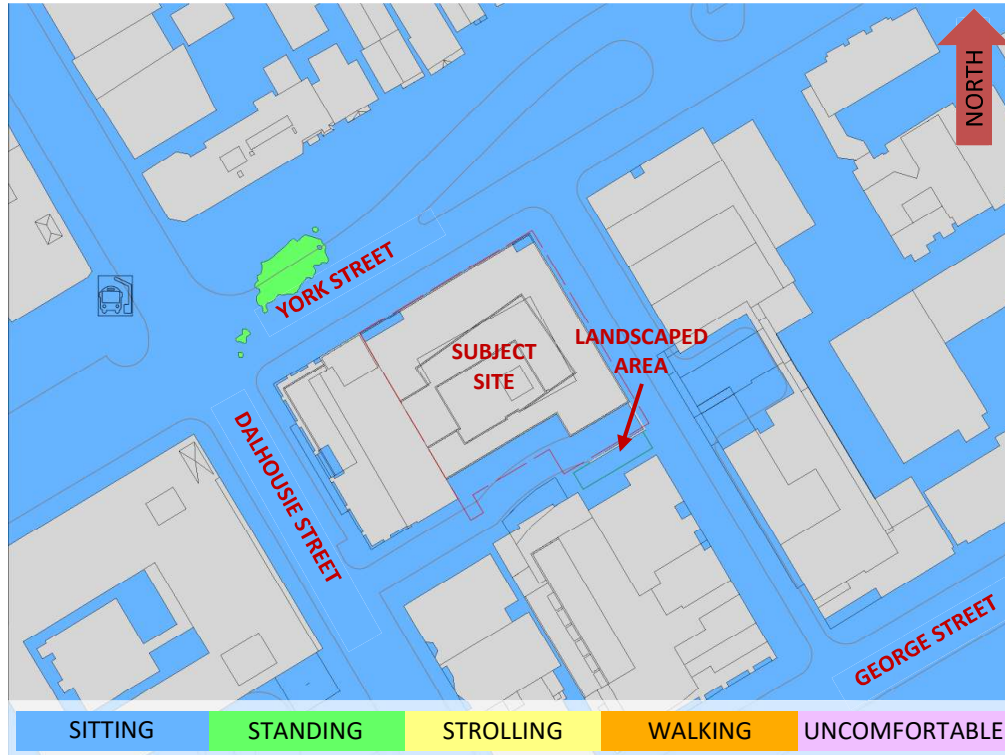 NORTH
YORK STREET
SUBJECT
SITE
LANDSCAPED
AREA
DALHOUSIE STREET
GEORGE STREET
SITTING
STANDING
STROLLING
WALKING
UNCOMFORTABLE